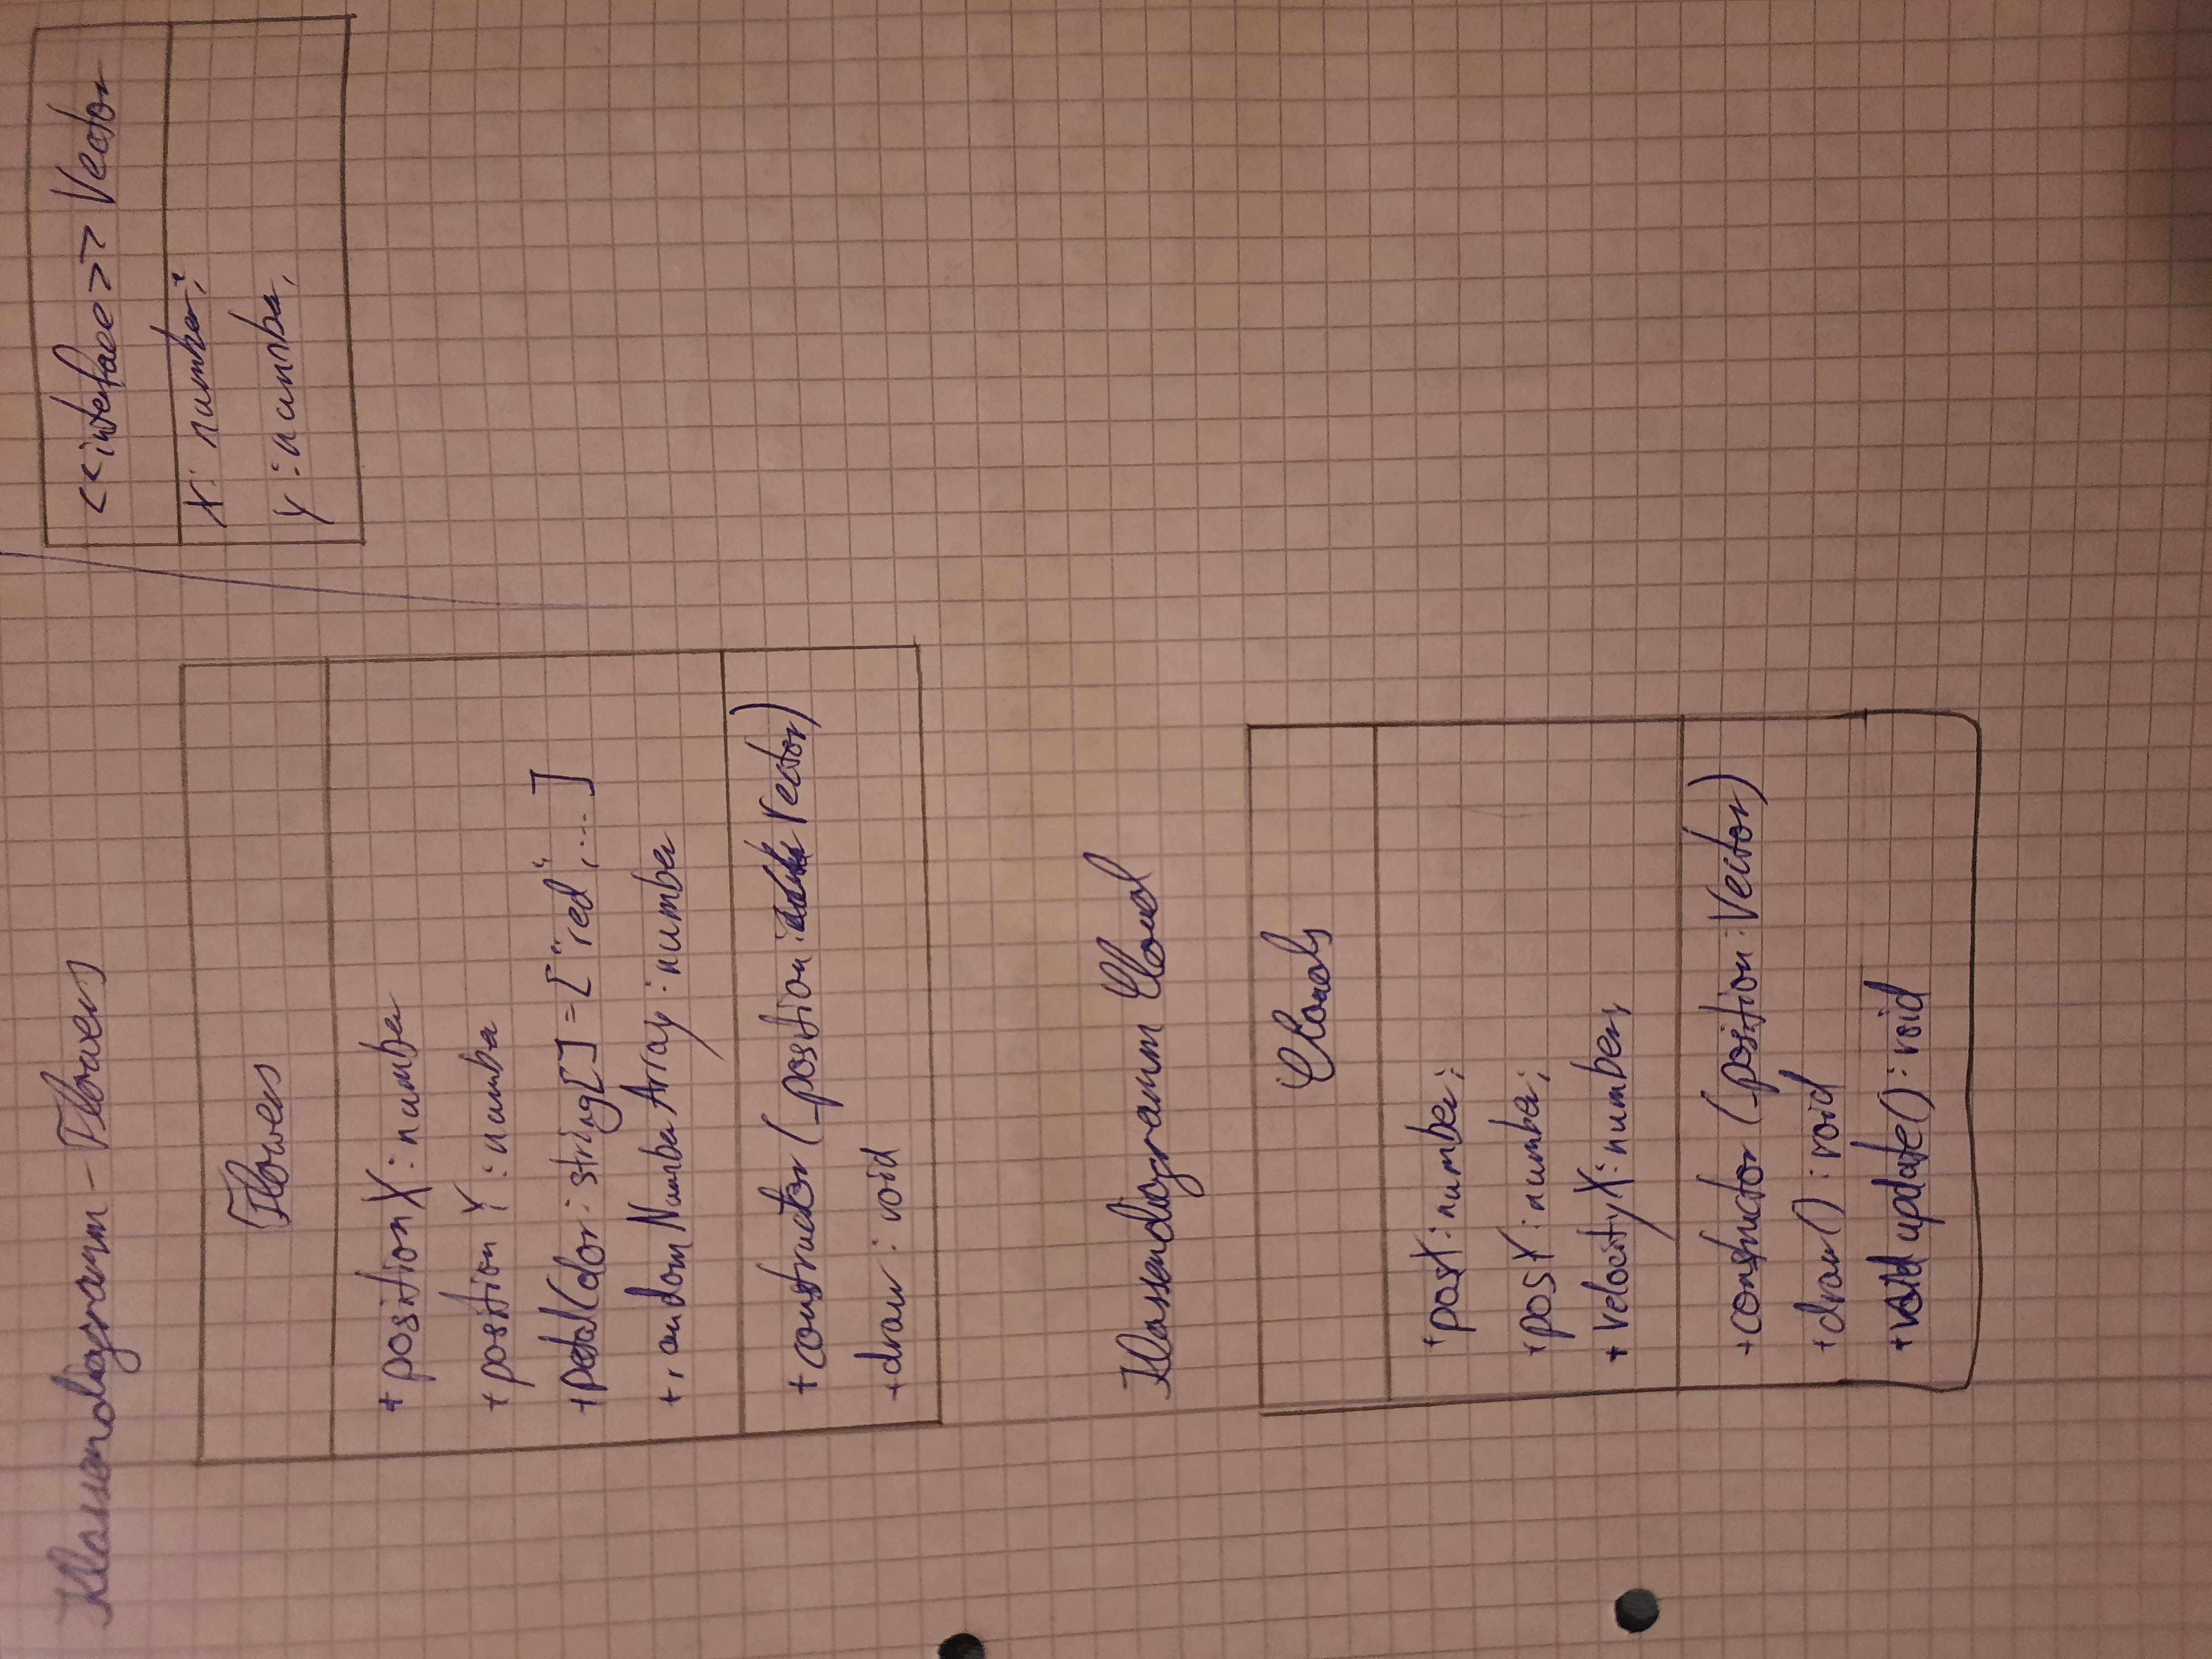 Klassendiagramm - Flowers
Flowers
+ positionX : number
+ positionY : number
+ petalColor : string[] = ["red", ... ]
+ randomNumberArray : number
+ constructor (_position : Vector)
+ draw : void
<<interface>> Vector
x : number;
y : number;
Klassendiagramm Cloud
Clouds
+ posX : number;
+ posY : number;
+ velocityX : number;
+ constructor (_position : Vector)
+ draw() : void
+ update() : void